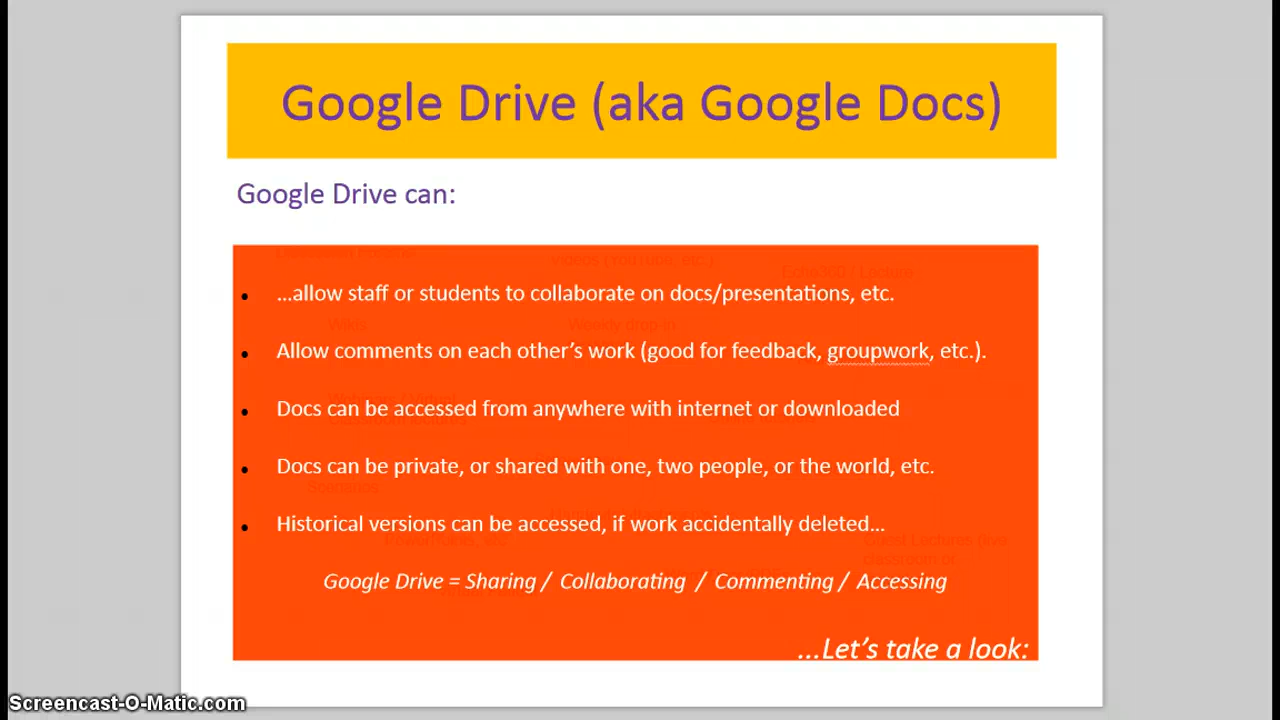 Google Drive (aka Google Docs)
Google Drive can:
• …allow staff or students to collaborate on docs/presentations, etc.
• Allow comments on each other’s work (good for feedback, groupwork, etc.).
• Docs can be accessed from anywhere with internet or downloaded
• Docs can be private, or shared with one, two people, or the world, etc.
• Historical versions can be accessed, if work accidentally deleted…
Google Drive = Sharing / Collaborating / Commenting / Accessing
…Let’s take a look:
Screencast-O-Matic.com